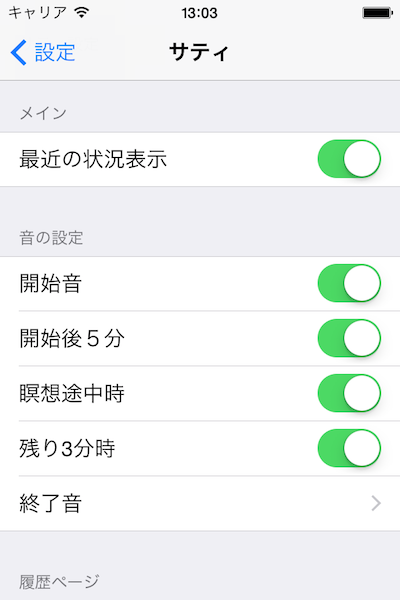 キャリア 13:03
設定 サティ
メイン
最近の状況表示
音の設定
開始音
開始後５分
瞑想途中時
残り3分時
終了音
履歴ページ